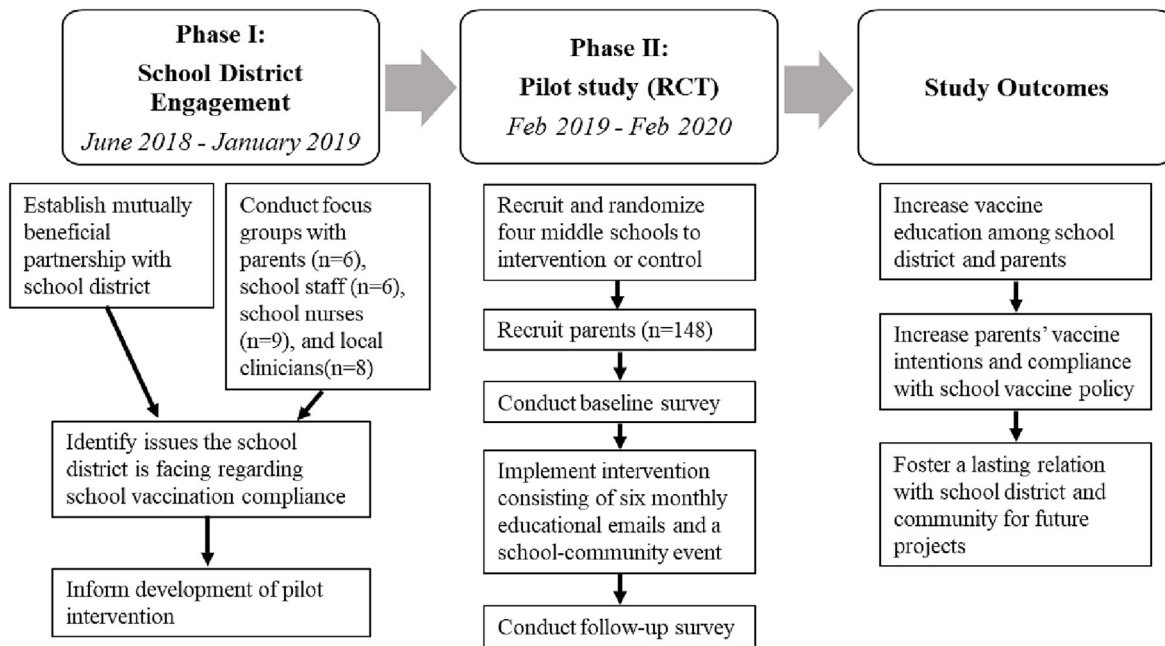 Phase I:
School District
Engagement
June 2018 - January 2019
Phase II:
Pilot study (RCT)
Feb 2019 - Feb 2020
Study Outcomes
Establish mutually
beneficial
partnership with
school district
Conduct focus
groups with
parents (n=6),
school staff (n=6),
school nurses
(n=9), and local
clinicians(n=8)
Identify issues the school
district is facing regarding
school vaccination compliance
Inform development of pilot
intervention
Recruit and randomize
four middle schools to
intervention or control
Recruit parents (n=148)
Conduct baseline survey
Implement intervention
consisting of six monthly
educational emails and a
school-community event
Conduct follow-up survey
Increase vaccine
education among school
district and parents
Increase parents’ vaccine
intentions and compliance
with school vaccine policy
Foster a lasting relation
with school district and
community for future
projects